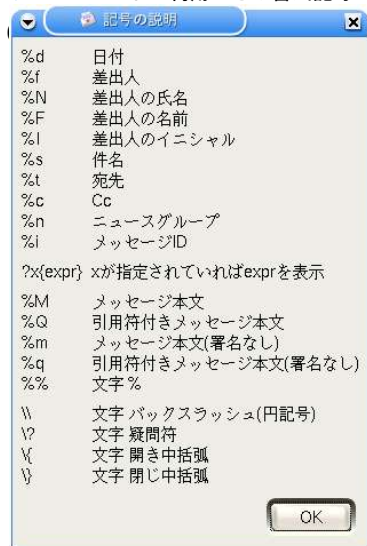 記号の説明
%d 日付
%f 差出人
%N 差出人の氏名
%F 差出人の名前
%I 差出人のイニシャル
%s 件名
%t 宛先
%c Cc
%n ニュースグループ
%i メッセージID
?x{expr} xが指定されていればexprを表示
%M メッセージ本文
%Q 引用符付きメッセージ本文
%m メッセージ本文(署名なし)
%q 引用符付きメッセージ本文(署名なし)
%% 文字 %
\\ 文字 バックスラッシュ(円記号)
\? 文字 疑問符
\{ 文字 開き中括弧
\} 文字 閉じ中括弧
OK